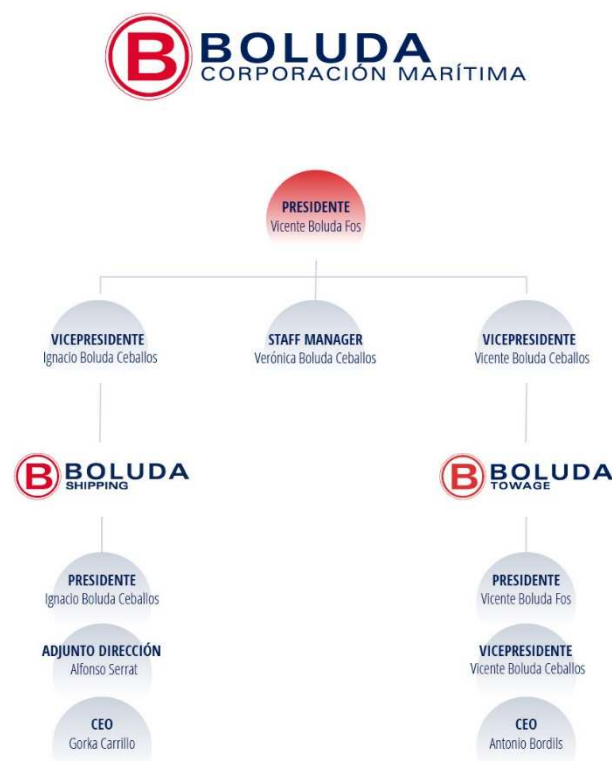 B BOLUDA
CORPORACIÓN MARÍTIMA
PRESIDENTE
Vicente Boluda Fos
VICEPRESIDENTE
Ignacio Boluda Ceballos
STAFF MANAGER
Verónica Boluda Ceballos
VICEPRESIDENTE
Vicente Boluda Ceballos
B BOLUDA
SHIPPING
B BOLUDA
TOWAGE
PRESIDENTE
Ignacio Boluda Ceballos
ADJUNTO DIRECCIÓN
Alfonso Serrat
CEO
Gorka Carrillo
PRESIDENTE
Vicente Boluda Fos
VICEPRESIDENTE
Vicente Boluda Ceballos
CEO
Antonio Bordils